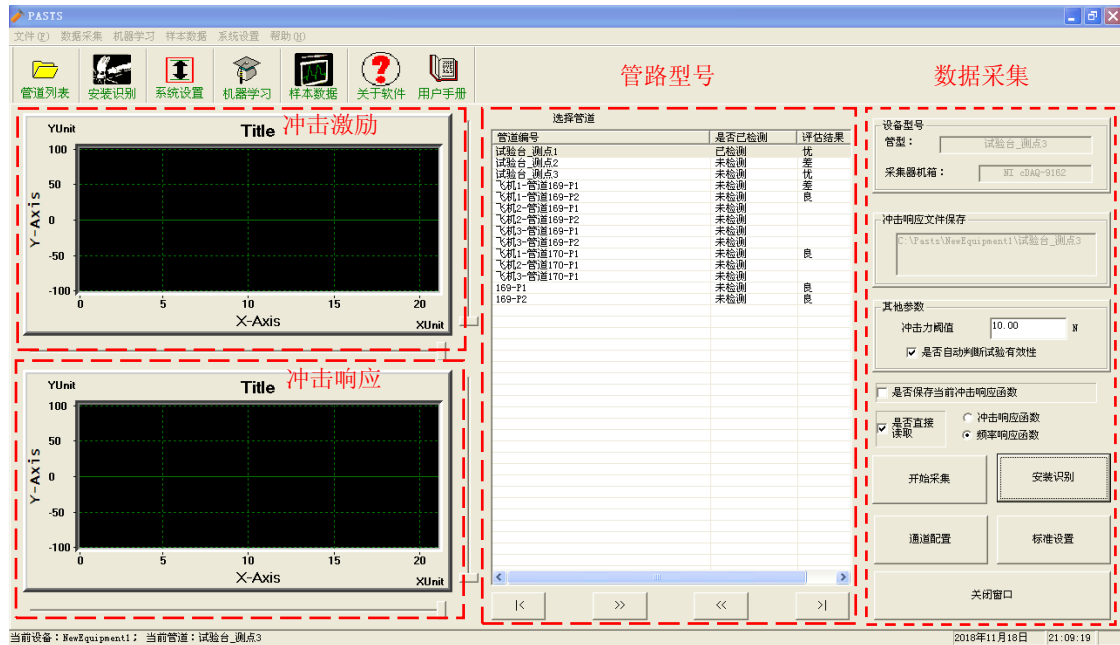 PASTS
文件(F) 数据采集 机器学习 样本数据 系统设置 帮助(H)
管道列表 安装识别 系统设置 机器学习 样本数据 关于软件 用户手册
管路型号
数据采集
YUnit Title 冲击激励
100
50
0
-50
-100
Y-Axis
0 5 10 15 20
X-Axis
XUnit
YUnit Title 冲击响应
100
50
0
-50
-100
Y-Axis
0 5 10 15 20
X-Axis
XUnit
选择管道
管道编号 是否已检测 评估结果
试验台_测点1 已检测 优
试验台_测点2 未检测 差
试验台_测点3 未检测 优
飞机1-管道169-P1 未检测 差
飞机1-管道169-P2 未检测 良
飞机2-管道169-P1 未检测
飞机2-管道169-P2 未检测
飞机3-管道169-P1 未检测
飞机3-管道169-P2 未检测
飞机1-管道170-P1 未检测 良
飞机2-管道170-P1 未检测
飞机3-管道170-P1 未检测
169-P1 未检测 良
169-P2 未检测 良
|< >> << >|
设备型号
管型： 试验台_测点3
采集器机箱： NI cDAQ-9162
冲击响应文件保存
C:\Pasts\NewEquipment1\试验台_测点3
其他参数
冲击力阈值 10.00 N
是否自动判断试验有效性
是否保存当前冲击响应函数
是否直接读取
冲击响应函数
频率响应函数
开始采集 安装识别
通道配置 标准设置
关闭窗口
当前设备：NewEquipment1； 当前管道：试验台_测点3
2018年11月18日 21:09:19